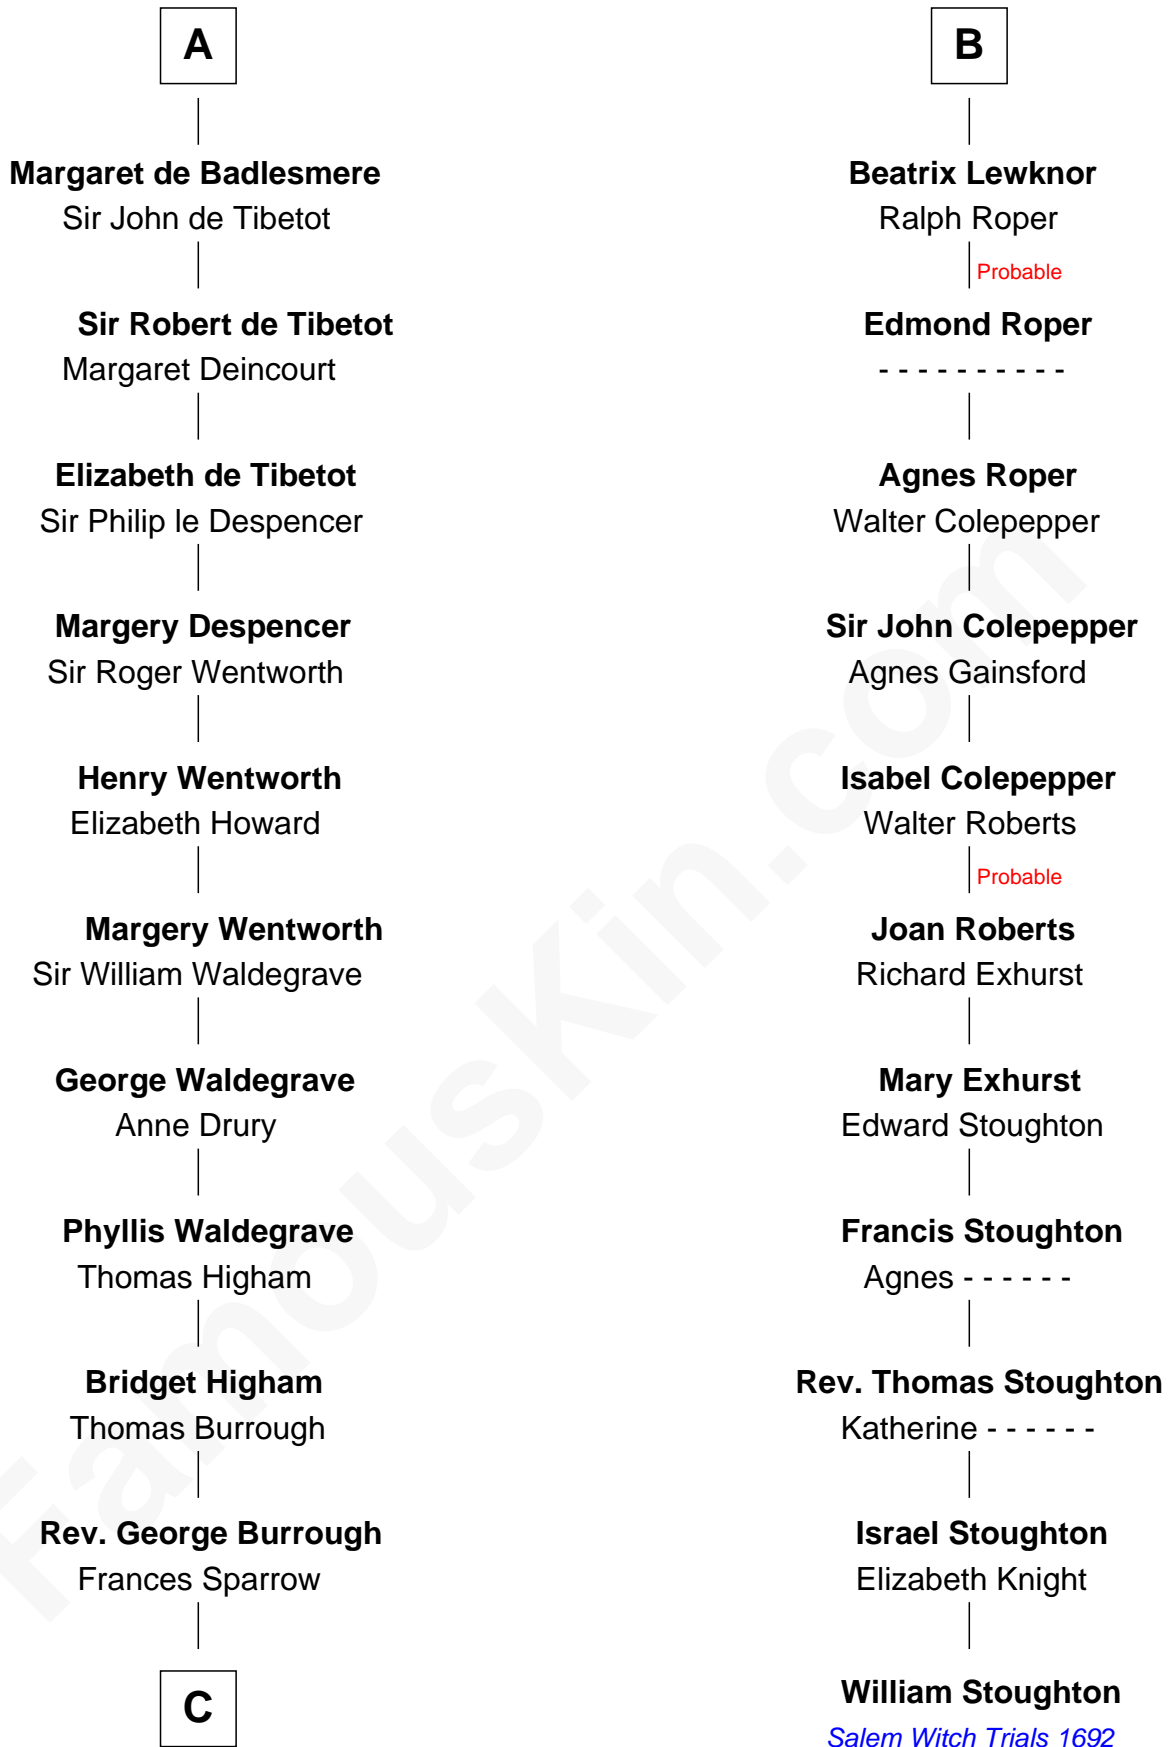 A
Margaret de Badlesmere
Sir John de Tibetot
Sir Robert de Tibetot
Margaret Deincourt
Elizabeth de Tibetot
Sir Philip le Despencer
Margery Despencer
Sir Roger Wentworth
Henry Wentworth
Elizabeth Howard
Margery Wentworth
Sir William Waldegrave
George Waldegrave
Anne Drury
Phyllis Waldegrave
Thomas Higham
Bridget Higham
Thomas Burrough
Rev. George Burrough
Frances Sparrow
C
B
Beatrix Lewknor
Ralph Roper
Probable
Edmond Roper
- - - - - - - - - -
Agnes Roper
Walter Colepepper
Sir John Colepepper
Agnes Gainsford
Isabel Colepepper
Walter Roberts
Probable
Joan Roberts
Richard Exhurst
Mary Exhurst
Edward Stoughton
Francis Stoughton
Agnes - - - - - -
Rev. Thomas Stoughton
Katherine - - - - - -
Israel Stoughton
Elizabeth Knight
William Stoughton
Salem Witch Trials 1692
FamousKin.com